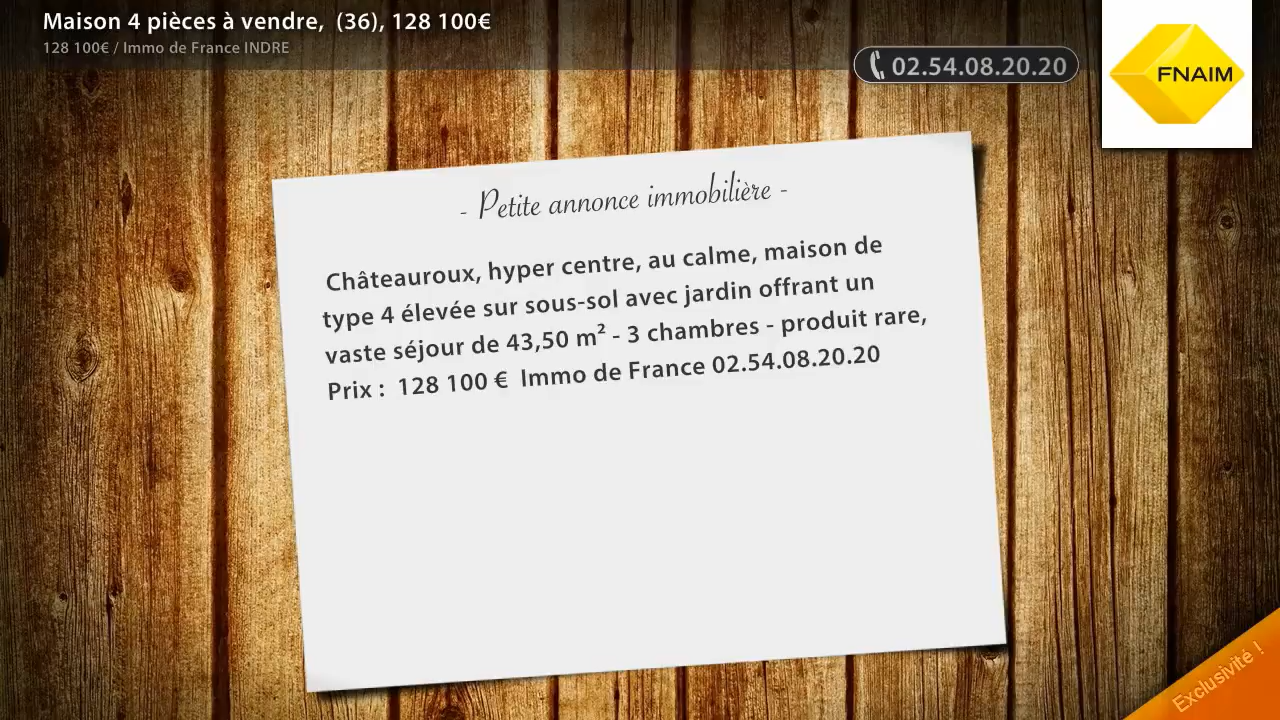 Maison 4 pièces à vendre,  (36), 128 100€
128 100€ / Immo de France INDRE
02.54.08.20.20
FNAIM
- Petite annonce immobilière -
Châteauroux, hyper centre, au calme, maison de
type 4 élevée sur sous-sol avec jardin offrant un
vaste séjour de 43,50 m² - 3 chambres - produit rare,
Prix :  128 100 €  Immo de France 02.54.08.20.20
Exclusivité !